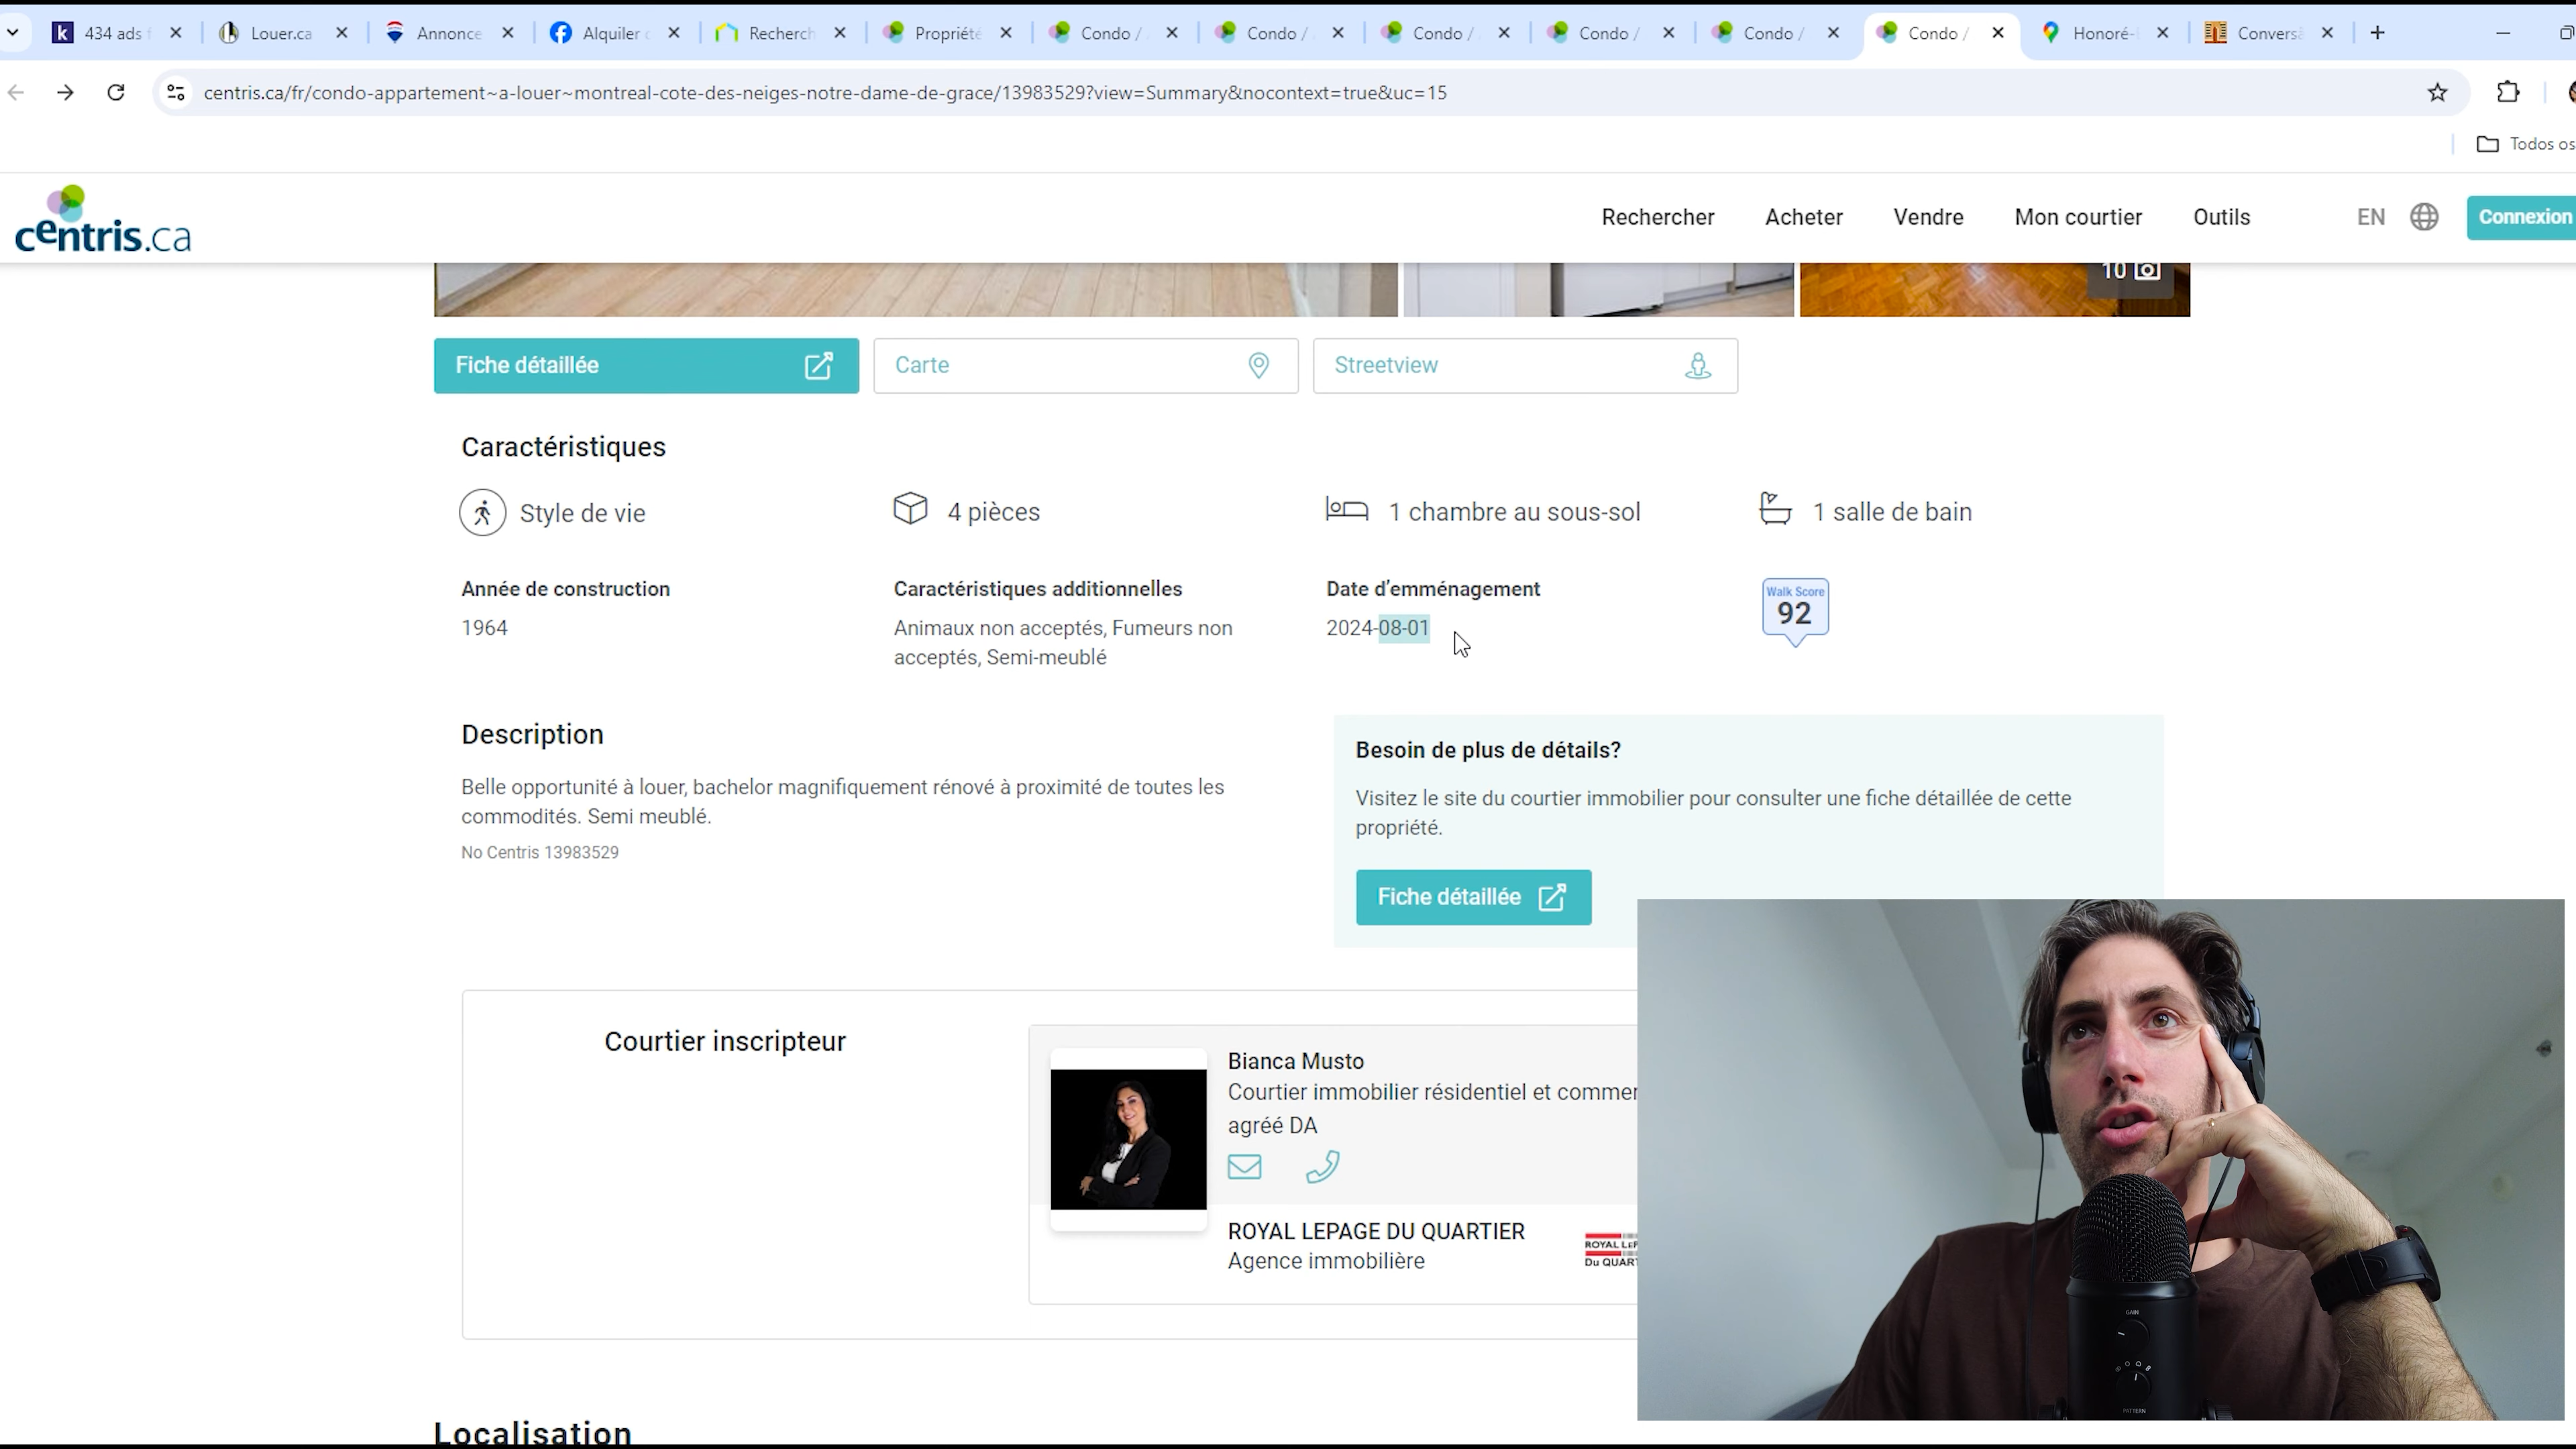 434 ads
Louer.ca
Annonce
Alquiler
Recherch
Propriété
Condo /
Condo /
Condo /
Condo /
Condo /
Condo /
Honoré-
Conversã
centris.ca/fr/condo-appartement~a-louer~montreal-cote-des-neiges-notre-dame-de-grace/13983529?view=Summary&nocontext=true&uc=15
Todos os
centris.ca
Rechercher
Acheter
Vendre
Mon courtier
Outils
EN
Connexion
10
Fiche détaillée
Carte
Streetview
Caractéristiques
Style de vie
4 pièces
1 chambre au sous-sol
1 salle de bain
Année de construction
1964
Caractéristiques additionnelles
Animaux non acceptés, Fumeurs non
acceptés, Semi-meublé
Date d’emménagement
2024-08-01
Walk Score
92
Description
Belle opportunité à louer, bachelor magnifiquement rénové à proximité de toutes les
commodités. Semi meublé.
No Centris 13983529
Besoin de plus de détails?
Visitez le site du courtier immobilier pour consulter une fiche détaillée de cette
propriété.
Fiche détaillée
Courtier inscripteur
Bianca Musto
Courtier immobilier résidentiel et commer
agréé DA
ROYAL LEPAGE DU QUARTIER
Agence immobilière
ROYAL LEP
DU QUART
GAIN
PATTERN
Localisation